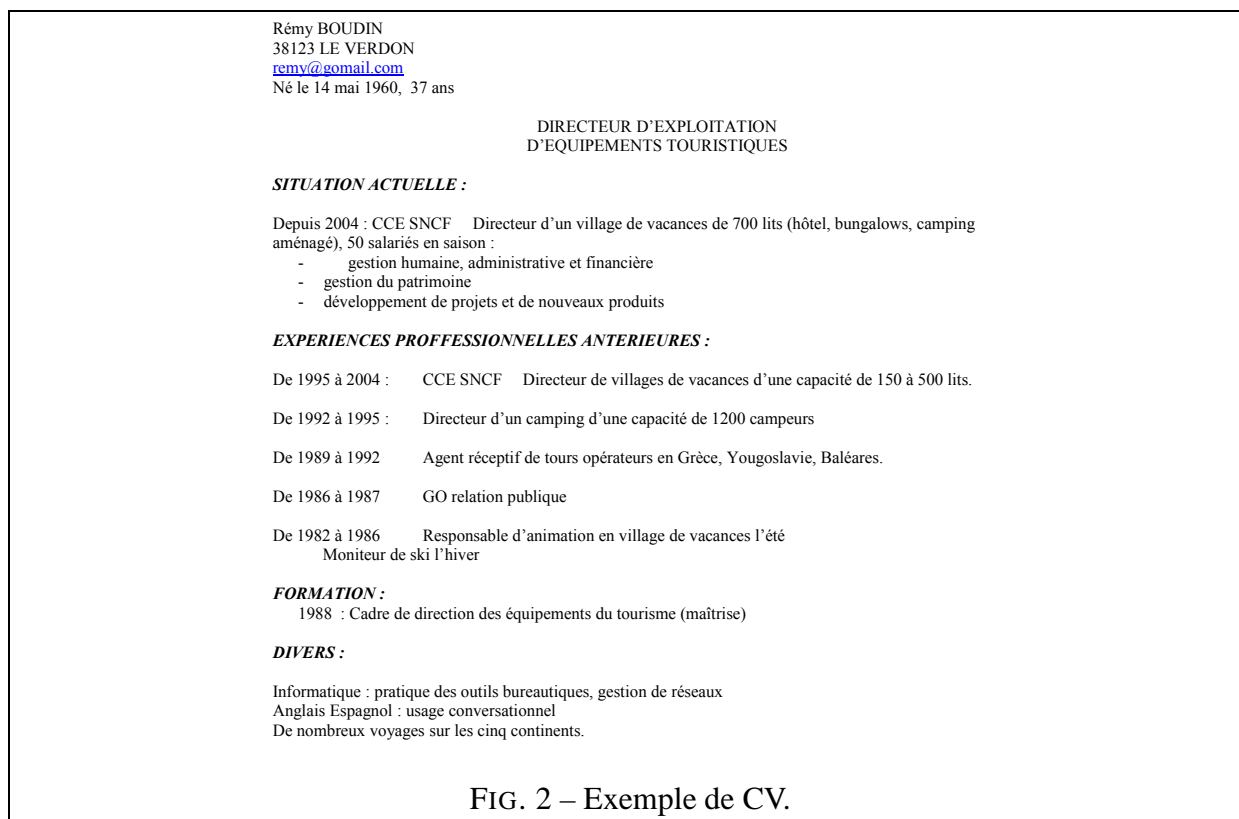 Rémy BOUDIN
38123 LE VERDON
remy@gomail.com
Né le 14 mai 1960, 37 ans
DIRECTEUR D'EXPLOITATION
D'EQUIPEMENTS TOURISTIQUES
SITUATION ACTUELLE :
Depuis 2004 : CCE SNCF Directeur d'un village de vacances de 700 lits (hôtel, bungalows, camping
aménagé), 50 salariés en saison :
- gestion humaine, administrative et financière
- gestion du patrimoine
- développement de projets et de nouveaux produits
EXPERIENCES PROFFESSIONNELLES ANTERIEURES :
De 1995 à 2004 : CCE SNCF Directeur de villages de vacances d'une capacité de 150 à 500 lits.
De 1992 à 1995 : Directeur d'un camping d'une capacité de 1200 campeurs
De 1989 à 1992 Agent réceptif de tours opérateurs en Grèce, Yougoslavie, Baléares.
De 1986 à 1987 GO relation publique
De 1982 à 1986 Responsable d'animation en village de vacances l'été
Moniteur de ski l'hiver
FORMATION :
1988 : Cadre de direction des équipements du tourisme (maîtrise)
DIVERS :
Informatique : pratique des outils bureautiques, gestion de réseaux
Anglais Espagnol : usage conversationnel
De nombreux voyages sur les cinq continents.
FIG. 2 – Exemple de CV.